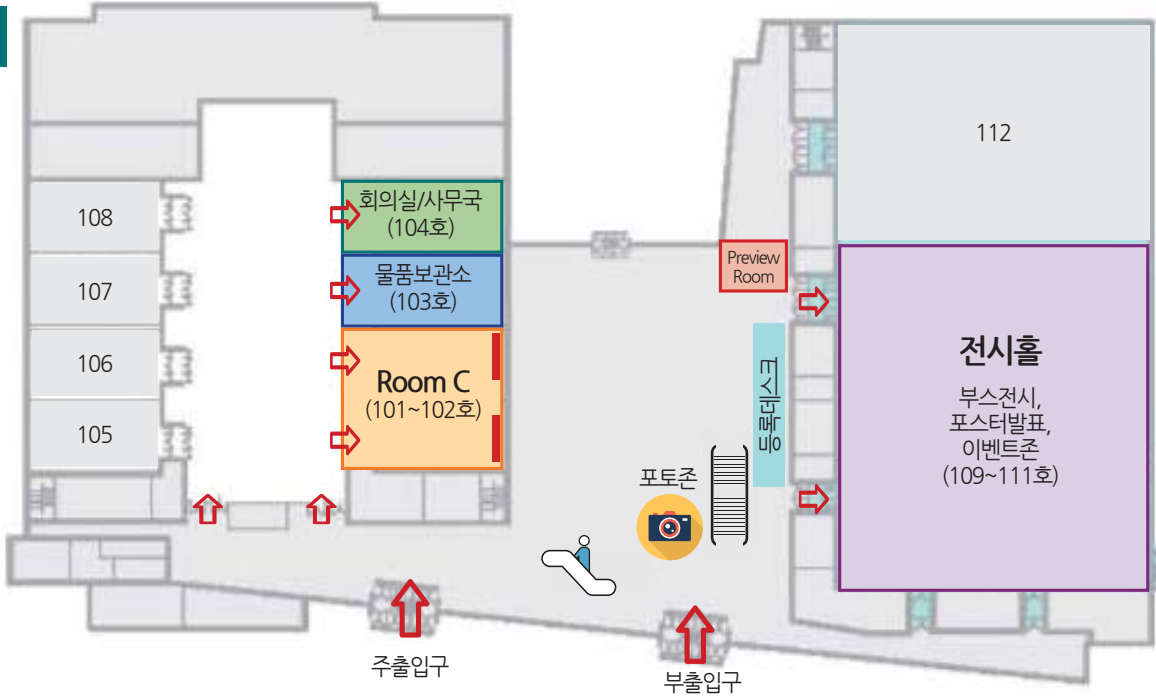 112
108
회의실/사무국
(104호)
Preview
Room
107
물품보관소
(103호)
전시홀
106
Room C
(101~102호)
부스전시,
포스터발표,
이벤트존
(109~111호)
등록데스크
105
포토존
주출입구
부출입구